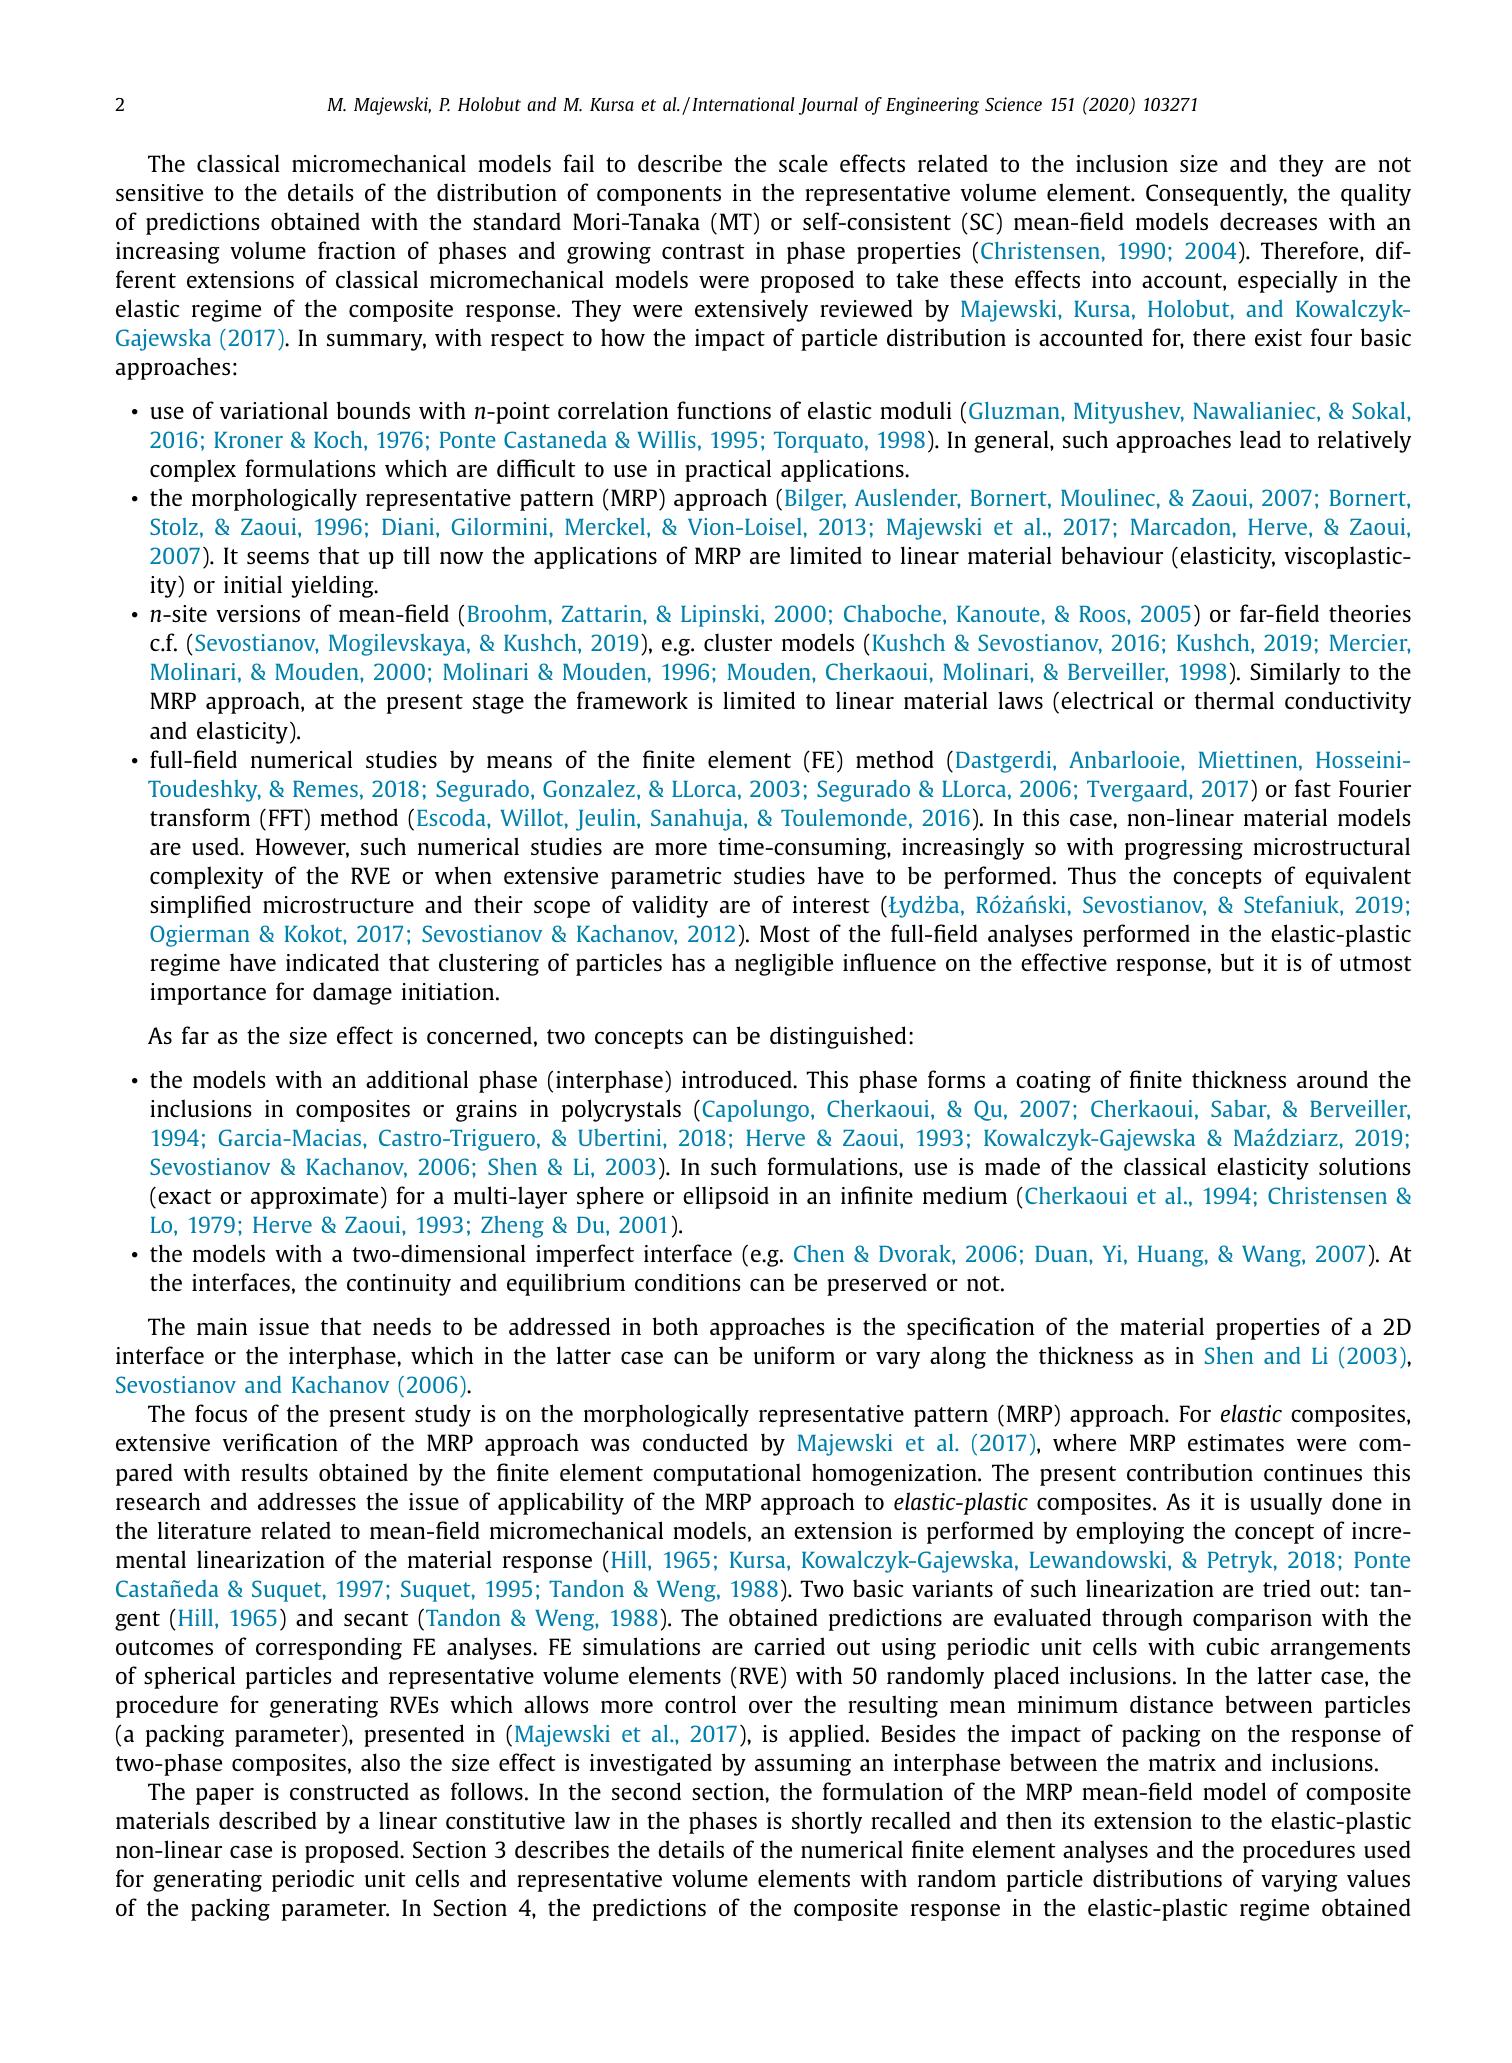 2
M. Majewski, P. Holobut and M. Kursa et al. / International Journal of Engineering Science 151 (2020) 103271
The classical micromechanical models fail to describe the scale effects related to the inclusion size and they are not
sensitive to the details of the distribution of components in the representative volume element. Consequently, the quality
of predictions obtained with the standard Mori-Tanaka (MT) or self-consistent (SC) mean-field models decreases with an
increasing volume fraction of phases and growing contrast in phase properties (Christensen, 1990; 2004). Therefore, dif-
ferent extensions of classical micromechanical models were proposed to take these effects into account, especially in the
elastic regime of the composite response. They were extensively reviewed by Majewski, Kursa, Holobut, and Kowalczyk-
Gajewska (2017). In summary, with respect to how the impact of particle distribution is accounted for, there exist four basic
approaches:
• use of variational bounds with n-point correlation functions of elastic moduli (Gluzman, Mityushev, Nawalianiec, & Sokal,
2016; Kroner & Koch, 1976; Ponte Castaneda & Willis, 1995; Torquato, 1998). In general, such approaches lead to relatively
complex formulations which are difficult to use in practical applications.
• the morphologically representative pattern (MRP) approach (Bilger, Auslender, Bornert, Moulinec, & Zaoui, 2007; Bornert,
Stolz, & Zaoui, 1996; Diani, Gilormini, Merckel, & Vion-Loisel, 2013; Majewski et al., 2017; Marcadon, Herve, & Zaoui,
2007). It seems that up till now the applications of MRP are limited to linear material behaviour (elasticity, viscoplastic-
ity) or initial yielding.
• n-site versions of mean-field (Broohm, Zattarin, & Lipinski, 2000; Chaboche, Kanoute, & Roos, 2005) or far-field theories
c.f. (Sevostianov, Mogilevskaya, & Kushch, 2019), e.g. cluster models (Kushch & Sevostianov, 2016; Kushch, 2019; Mercier,
Molinari, & Mouden, 2000; Molinari & Mouden, 1996; Mouden, Cherkaoui, Molinari, & Berveiller, 1998). Similarly to the
MRP approach, at the present stage the framework is limited to linear material laws (electrical or thermal conductivity
and elasticity).
• full-field numerical studies by means of the finite element (FE) method (Dastgerdi, Anbarlooie, Miettinen, Hosseini-
Toudeshky, & Remes, 2018; Segurado, Gonzalez, & LLorca, 2003; Segurado & LLorca, 2006; Tvergaard, 2017) or fast Fourier
transform (FFT) method (Escoda, Willot, Jeulin, Sanahuja, & Toulemonde, 2016). In this case, non-linear material models
are used. However, such numerical studies are more time-consuming, increasingly so with progressing microstructural
complexity of the RVE or when extensive parametric studies have to be performed. Thus the concepts of equivalent
simplified microstructure and their scope of validity are of interest (Łydżba, Różański, Sevostianov, & Stefaniuk, 2019;
Ogierman & Kokot, 2017; Sevostianov & Kachanov, 2012). Most of the full-field analyses performed in the elastic-plastic
regime have indicated that clustering of particles has a negligible influence on the effective response, but it is of utmost
importance for damage initiation.
As far as the size effect is concerned, two concepts can be distinguished:
• the models with an additional phase (interphase) introduced. This phase forms a coating of finite thickness around the
inclusions in composites or grains in polycrystals (Capolungo, Cherkaoui, & Qu, 2007; Cherkaoui, Sabar, & Berveiller,
1994; Garcia-Macias, Castro-Triguero, & Ubertini, 2018; Herve & Zaoui, 1993; Kowalczyk-Gajewska & Maździarz, 2019;
Sevostianov & Kachanov, 2006; Shen & Li, 2003). In such formulations, use is made of the classical elasticity solutions
(exact or approximate) for a multi-layer sphere or ellipsoid in an infinite medium (Cherkaoui et al., 1994; Christensen &
Lo, 1979; Herve & Zaoui, 1993; Zheng & Du, 2001).
• the models with a two-dimensional imperfect interface (e.g. Chen & Dvorak, 2006; Duan, Yi, Huang, & Wang, 2007). At
the interfaces, the continuity and equilibrium conditions can be preserved or not.
The main issue that needs to be addressed in both approaches is the specification of the material properties of a 2D
interface or the interphase, which in the latter case can be uniform or vary along the thickness as in Shen and Li (2003),
Sevostianov and Kachanov (2006).
The focus of the present study is on the morphologically representative pattern (MRP) approach. For elastic composites,
extensive verification of the MRP approach was conducted by Majewski et al. (2017), where MRP estimates were com-
pared with results obtained by the finite element computational homogenization. The present contribution continues this
research and addresses the issue of applicability of the MRP approach to elastic-plastic composites. As it is usually done in
the literature related to mean-field micromechanical models, an extension is performed by employing the concept of incre-
mental linearization of the material response (Hill, 1965; Kursa, Kowalczyk-Gajewska, Lewandowski, & Petryk, 2018; Ponte
Castañeda & Suquet, 1997; Suquet, 1995; Tandon & Weng, 1988). Two basic variants of such linearization are tried out: tan-
gent (Hill, 1965) and secant (Tandon & Weng, 1988). The obtained predictions are evaluated through comparison with the
outcomes of corresponding FE analyses. FE simulations are carried out using periodic unit cells with cubic arrangements
of spherical particles and representative volume elements (RVE) with 50 randomly placed inclusions. In the latter case, the
procedure for generating RVEs which allows more control over the resulting mean minimum distance between particles
(a packing parameter), presented in (Majewski et al., 2017), is applied. Besides the impact of packing on the response of
two-phase composites, also the size effect is investigated by assuming an interphase between the matrix and inclusions.
The paper is constructed as follows. In the second section, the formulation of the MRP mean-field model of composite
materials described by a linear constitutive law in the phases is shortly recalled and then its extension to the elastic-plastic
non-linear case is proposed. Section 3 describes the details of the numerical finite element analyses and the procedures used
for generating periodic unit cells and representative volume elements with random particle distributions of varying values
of the packing parameter. In Section 4, the predictions of the composite response in the elastic-plastic regime obtained